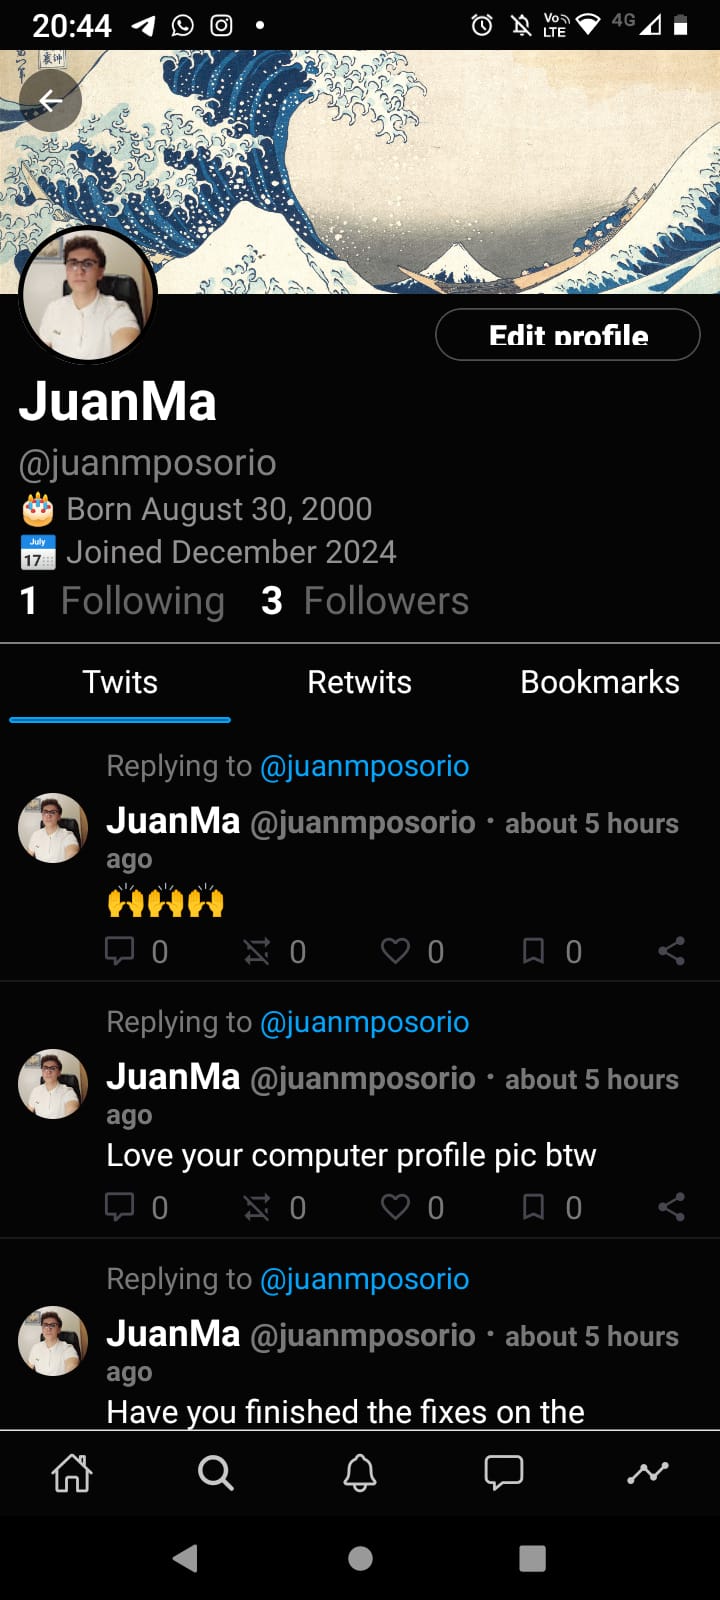 20:44 Vo LTE 4G
Edit profile
JuanMa
@juanmposorio
🎂 Born August 30, 2000
📅 Joined December 2024
1 Following 3 Followers
Twits Retwits Bookmarks
Replying to @juanmposorio
JuanMa @juanmposorio · about 5 hours
ago
🙌🙌🙌
0 0 0 0
Replying to @juanmposorio
JuanMa @juanmposorio · about 5 hours
ago
Love your computer profile pic btw
0 0 0 0
Replying to @juanmposorio
JuanMa @juanmposorio · about 5 hours
ago
Have you finished the fixes on the